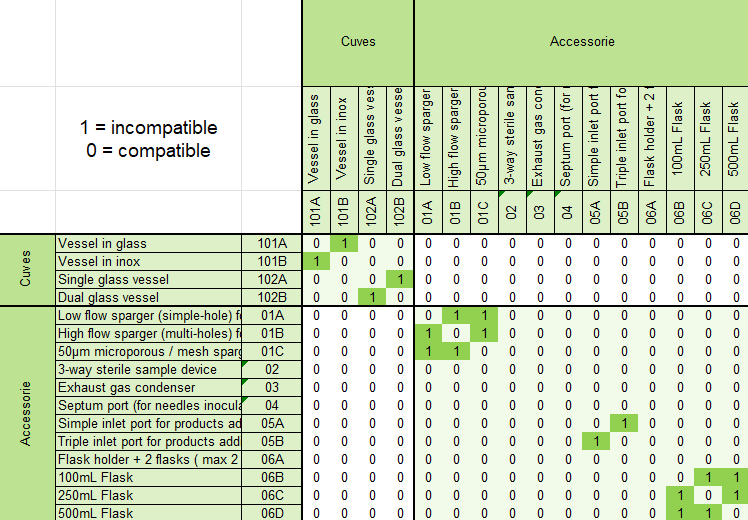 Cuves
Accessorie
1 = incompatible
0 = compatible
Vessel in glass
Vessel in inox
Single glass vess
Dual glass vesse
Low flow sparger
High flow sparger
50µm microporou
3-way sterile sam
Exhaust gas con
Septum port (for
Simple inlet port f
Triple inlet port fo
Flask holder + 2 f
100mL Flask
250mL Flask
500mL Flask
101A 101B 102A 102B 01A 01B 01C 02 03 04 05A 05B 06A 06B 06C 06D
Cuves
Vessel in glass 101A 0 1 0 0 0 0 0 0 0 0 0 0 0 0 0 0
Vessel in inox 101B 1 0 0 0 0 0 0 0 0 0 0 0 0 0 0 0
Single glass vessel 102A 0 0 0 1 0 0 0 0 0 0 0 0 0 0 0 0
Dual glass vessel 102B 0 0 1 0 0 0 0 0 0 0 0 0 0 0 0 0
Accessorie
Low flow sparger (simple-hole) f 01A 0 0 0 0 0 1 1 0 0 0 0 0 0 0 0 0
High flow sparger (multi-holes) f 01B 0 0 0 0 1 0 1 0 0 0 0 0 0 0 0 0
50µm microporous / mesh sparg 01C 0 0 0 0 1 1 0 0 0 0 0 0 0 0 0 0
3-way sterile sample device 02 0 0 0 0 0 0 0 0 0 0 0 0 0 0 0 0
Exhaust gas condenser 03 0 0 0 0 0 0 0 0 0 0 0 0 0 0 0 0
Septum port (for needles inocula 04 0 0 0 0 0 0 0 0 0 0 0 0 0 0 0 0
Simple inlet port for products ad 05A 0 0 0 0 0 0 0 0 0 0 0 1 0 0 0 0
Triple inlet port for products add 05B 0 0 0 0 0 0 0 0 0 0 1 0 0 0 0 0
Flask holder + 2 flasks ( max 2 06A 0 0 0 0 0 0 0 0 0 0 0 0 0 0 0 0
100mL Flask 06B 0 0 0 0 0 0 0 0 0 0 0 0 0 0 1 1
250mL Flask 06C 0 0 0 0 0 0 0 0 0 0 0 0 0 1 0 1
500mL Flask 06D 0 0 0 0 0 0 0 0 0 0 0 0 0 1 1 0